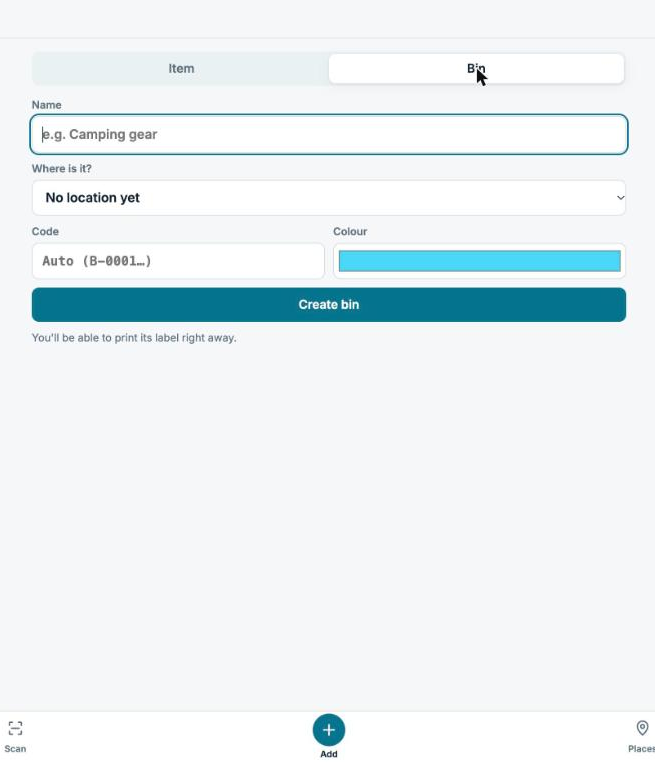 Item Bin
Name
e.g. Camping gear
Where is it?
No location yet
Code Colour
Auto (B-0001…)
Create bin
You'll be able to print its label right away.
Scan Add Places